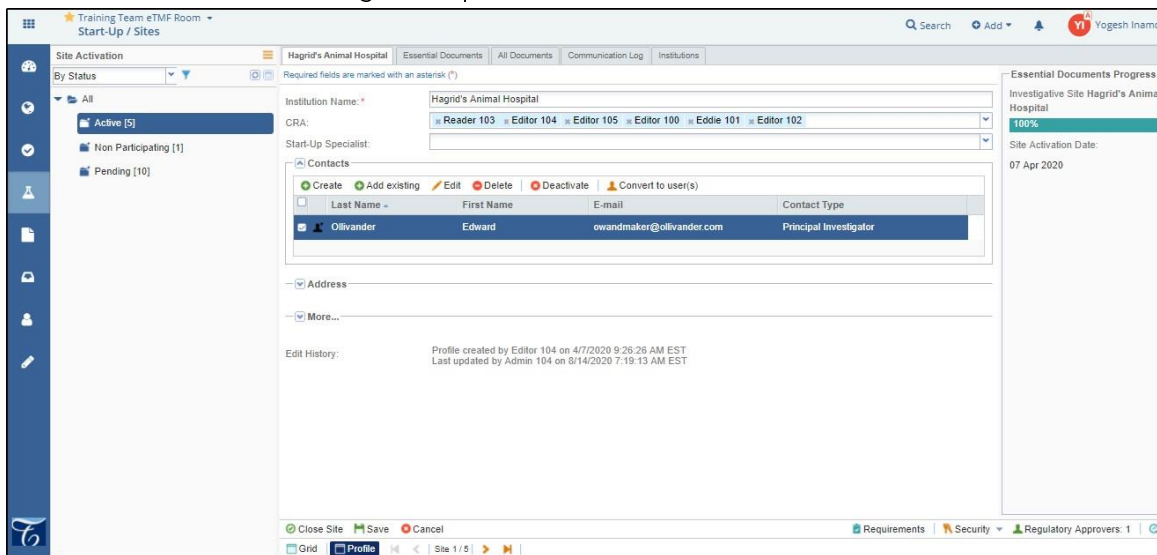 Training Team eTMF Room
Start-Up / Sites
Search
Add
YI
A
Site Activation
By Status
All
Active [5]
Non Participating [1]
Pending [10]
Hagrid's Animal Hospital
Essential Documents
All Documents
Communication Log
Institutions
Required fields are marked with an asterisk (*)
Institution Name: *
Hagrid's Animal Hospital
CRA:
Reader 103 Editor 104 Editor 105 Editor 100 Eddie 101 Editor 102
Start-Up Specialist:
Contacts
Create Add existing Edit Delete Deactivate Convert to user(s)
Last Name First Name E-mail Contact Type
Ollivander Edward owandmaker@ollivander.com Principal Investigator
Address
More...
Edit History:
Profile created by Editor 104 on 4/7/2020 9:26:26 AM EST
Last updated by Admin 104 on 8/14/2020 7:19:13 AM EST
Essential Documents Progress
Investigative Site Hagrid's Anima
Hospital
100%
Site Activation Date:
07 Apr 2020
Close Site Save Cancel
Requirements Security Regulatory Approvers: 1
Grid Profile Site 1 / 5